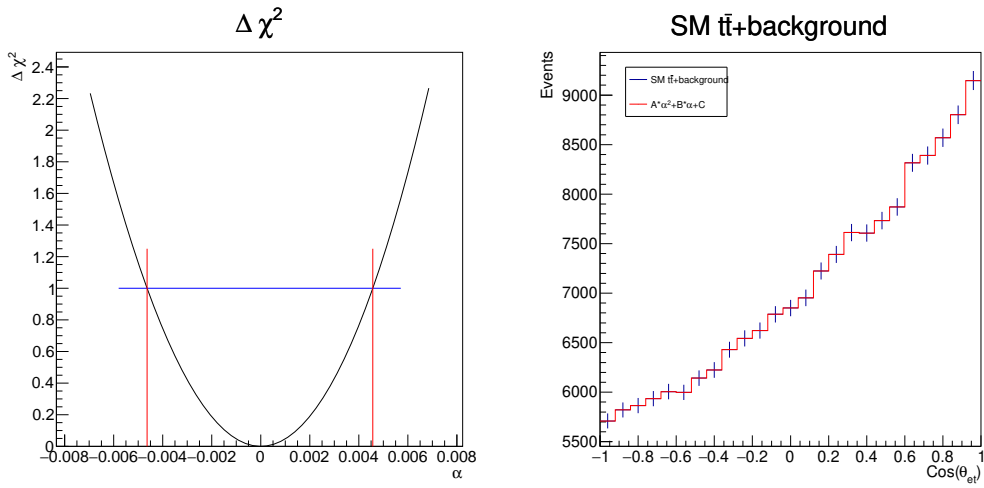 Δ χ²
Δ χ²
2.4
2.2
2
1.8
1.6
1.4
1.2
1
0.8
0.6
0.4
0.2
0
−0.008 −0.006 −0.004 −0.002 0 0.002 0.004 0.006 0.008
α
SM tt̄+background
Events
SM tt̄+background
A*α²+B*α+C
9000
8500
8000
7500
7000
6500
6000
5500
−1 −0.8 −0.6 −0.4 −0.2 0 0.2 0.4 0.6 0.8 1
Cos(θet)